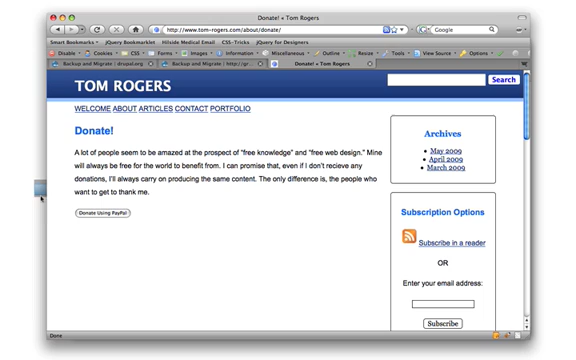 Donate! « Tom Rogers
http://www.tom-rogers.com/about/donate/
Google
Smart Bookmarks jQuery Bookmarklet Hillside Medical Email CSS-Tricks jQuery for Designers
Disable Cookies CSS Forms Images Information Miscellaneous Outline Resize Tools View Source Options
Backup and Migrate | drupal.org Backup and Migrate | http://gr... Donate! « Tom Rogers
TOM ROGERS
Search
WELCOME ABOUT ARTICLES CONTACT PORTFOLIO
Donate!
A lot of people seem to be amazed at the prospect of "free knowledge" and "free web design." Mine
will always be free for the world to benefit from. I can promise that, even if I don't recieve any
donations, I'll always carry on producing the same content. The only difference is, the people who
want to get to thank me.
Donate Using PayPal
Archives
May 2009
April 2009
March 2009
Subscription Options
Subscribe in a reader
OR
Enter your email address:
Subscribe
Done